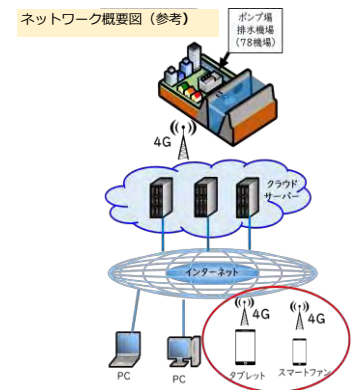 ネットワーク概要図（参考）
ポンプ場
排水機場
（78機場）
4G
クラウド
サーバー
インターネット
4G
4G
PC
PC
タブレット
スマートファン